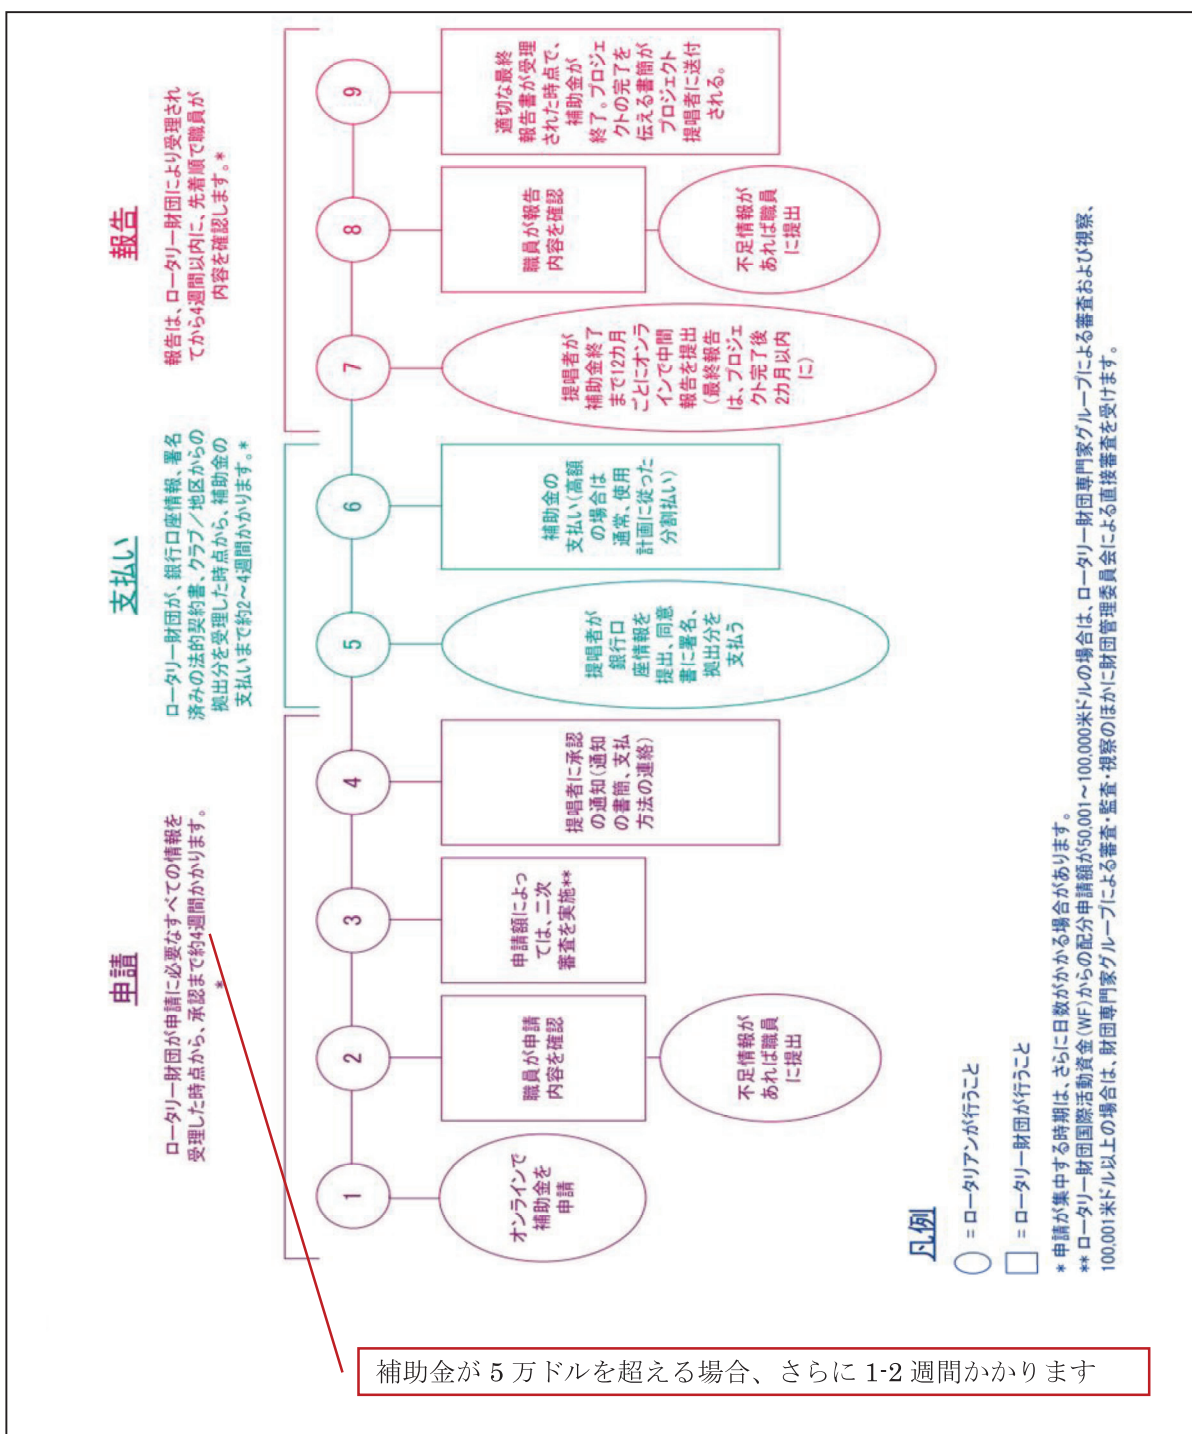 申請
ロータリー財団が申請に必要なすべての情報を
受理した時点から、承認まで約4週間かかります。
*
1
オンラインで
補助金を
申請
2
職員が申請
内容を確認
不足情報が
あれば職員
に提出
3
申請額によっ
ては、二次
審査を実施**
4
提唱者に承認
の通知(通知
の書簡、支払
方法の連絡)
支払い
ロータリー財団が、銀行口座情報、署名
済みの法的契約書、クラブ/地区からの
拠出分を受理した時点から、補助金の
支払いまで約2~4週間かかります。*
5
提唱者が
銀行口
座情報を
提出、同意
書に署名、
拠出分を
支払う
6
補助金の
支払い(高額
の場合は
通常、使用
計画に従った
分割払い)
報告
報告は、ロータリー財団により受理され
てから4週間以内に、先着順で職員が
内容を確認します。*
7
提唱者が
補助金終了
まで12カ月
ごとにオンラ
インで中間
報告を提出
(最終報告
は、プロジェ
クト完了後
2カ月以内
に)
8
職員が報告
内容を確認
不足情報が
あれば職員
に提出
9
適切な最終
報告書が受理
された時点で、
補助金が
終了。プロジェ
クトの完了を
伝える書簡が
プロジェクト
提唱者に送付
される。
凡例
= ロータリアンが行うこと
= ロータリー財団が行うこと
* 申請が集中する時期は、さらに日数がかかる場合があります。
** ロータリー財団国際活動資金(WF)からの配分申請額が50,001~100,000米ドルの場合は、ロータリー財団専門家グループによる審査および視察、
100,001米ドル以上の場合は、財団専門家グループによる審査・監査・視察のほかに財団管理委員会による直接審査を受けます。
補助金が 5 万ドルを超える場合、さらに 1-2 週間かかります